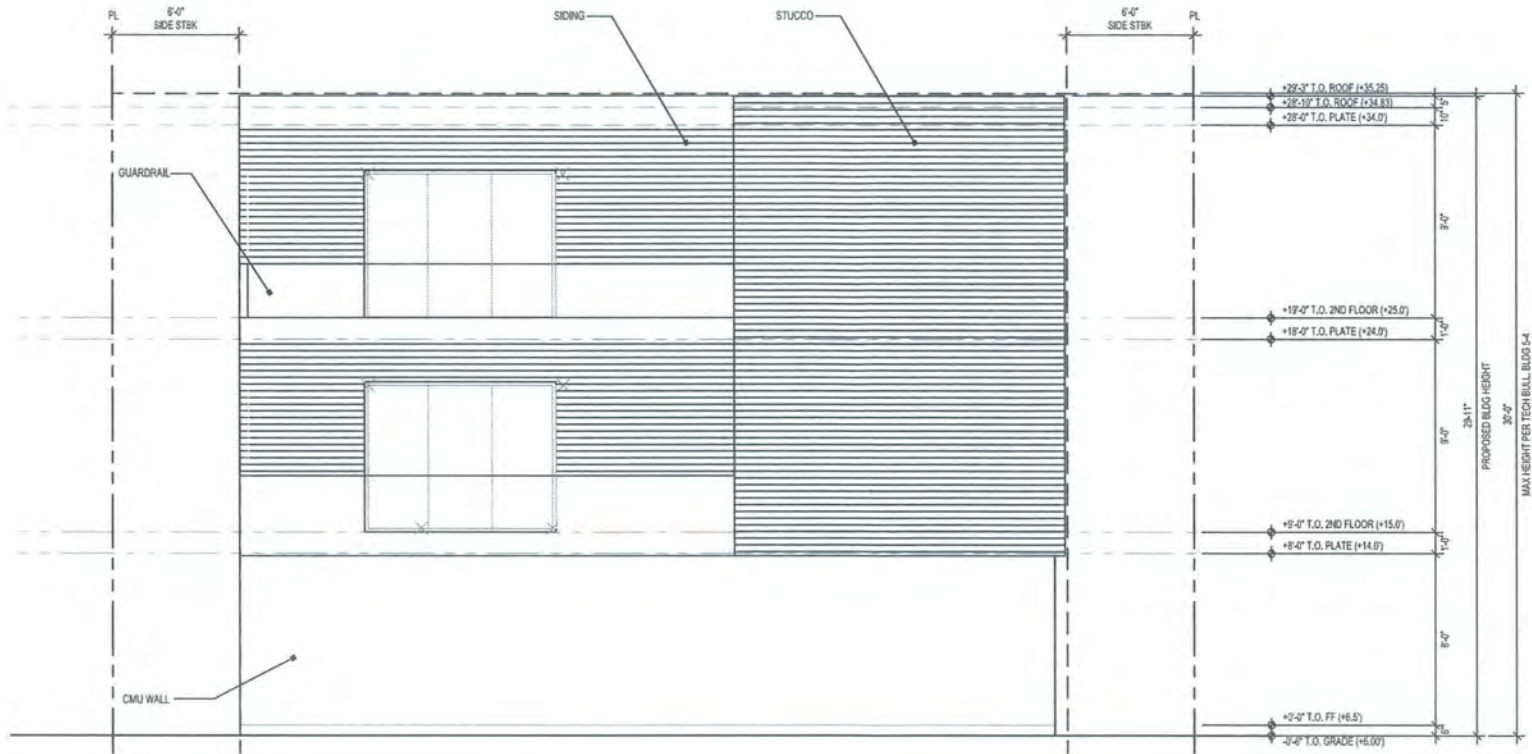 PL
6'-0"
SIDE STBK
SIDING
STUCCO
6'-0"
SIDE STBK
PL
+29'-3" T.O. ROOF (+35.25)
+28'-10" T.O. ROOF (+34.83)
+28'-0" T.O. PLATE (+34.0')
5"
10"
GUARDRAIL
9'-0"
+19'-0" T.O. 2ND FLOOR (+25.0')
1'-0"
+18'-0" T.O. PLATE (+24.0')
9'-0"
29'-11"
PROPOSED BLDG HEIGHT
30'-0"
MAX HEIGHT PER TECH BULL. BLDG 5-4
+9'-0" T.O. 2ND FLOOR (+15.0')
1'-0"
+8'-0" T.O. PLATE (+14.0')
8'-0"
CMU WALL
+0'-0" T.O. FF (+6.5')
6"
-0'-6" T.O. GRADE (+6.00')